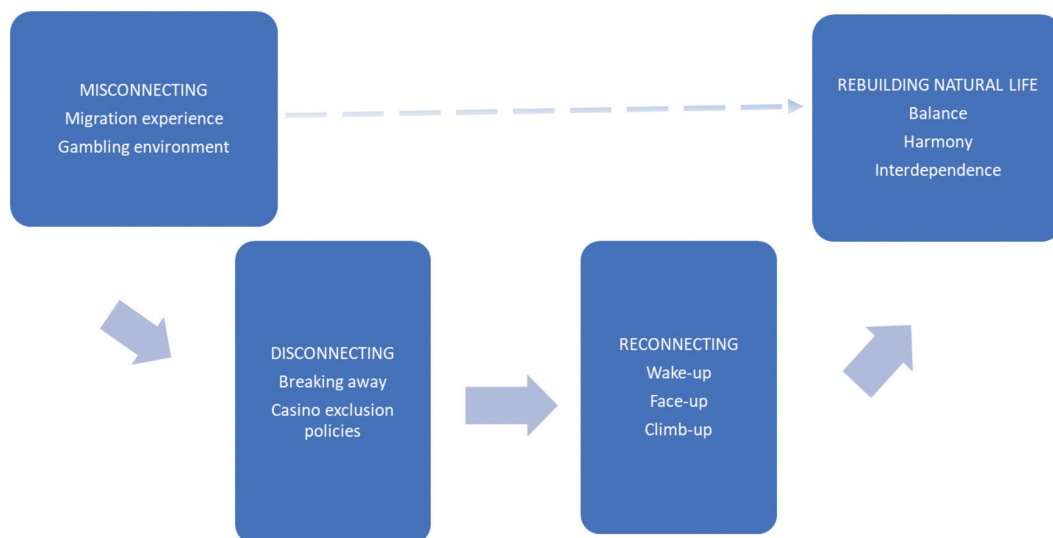 MISCONNECTING
Migration experience
Gambling environment
REBUILDING NATURAL LIFE
Balance
Harmony
Interdependence
DISCONNECTING
Breaking away
Casino exclusion
policies
RECONNECTING
Wake-up
Face-up
Climb-up